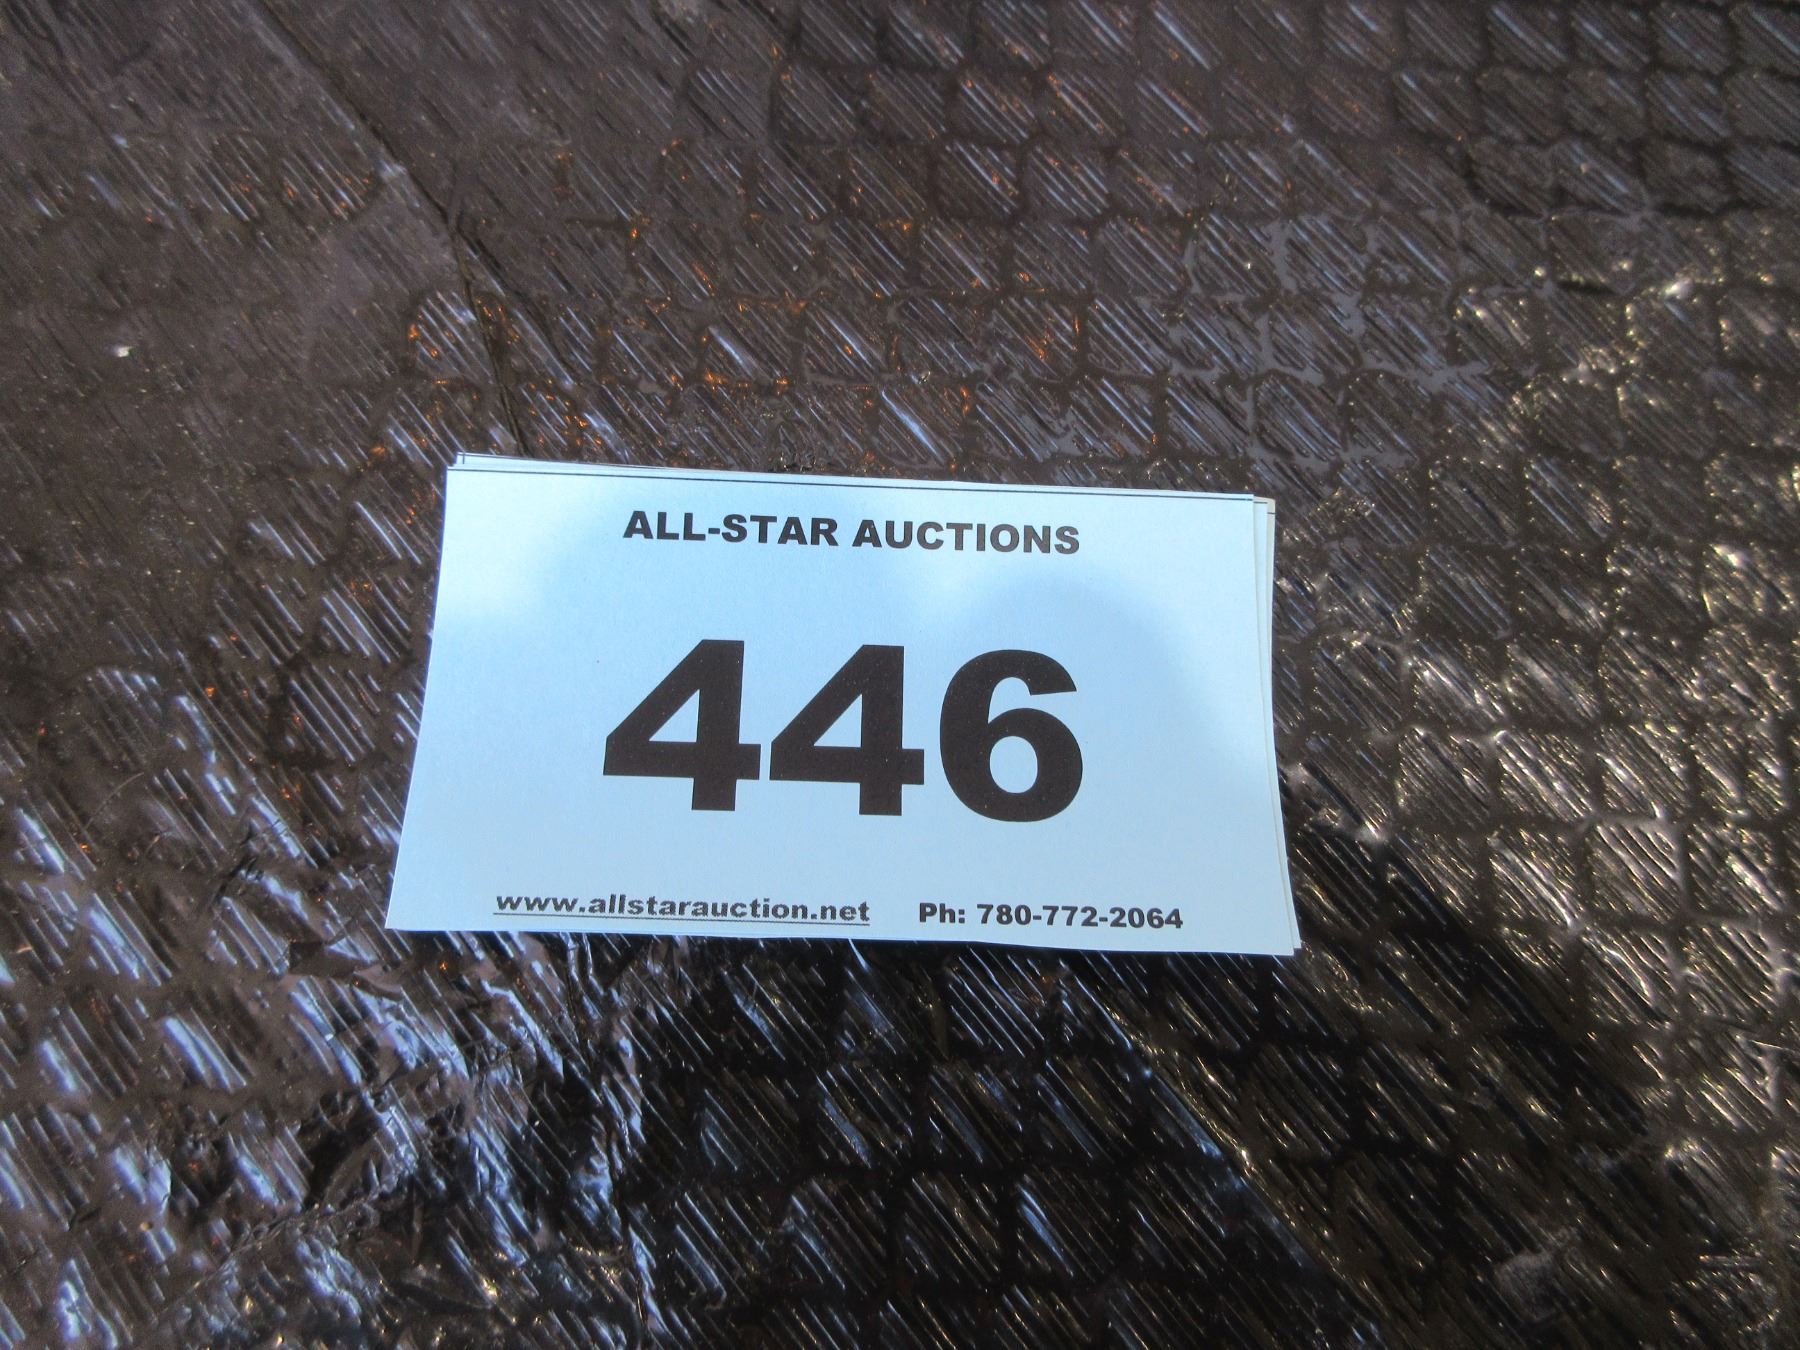 ALL-STAR AUCTIONS
446
www.allstarauction.net Ph: 780-772-2064